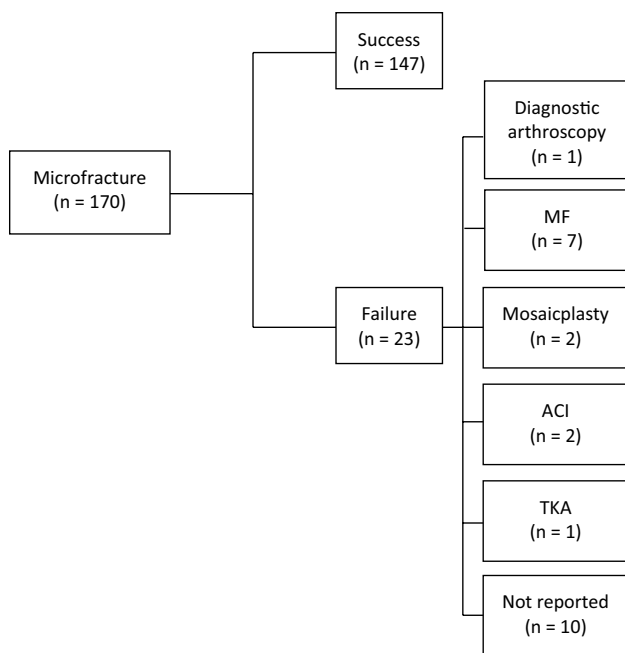 Success
(n = 147)
Diagnostic
arthroscopy
(n = 1)
Microfracture
(n = 170)
MF
(n = 7)
Failure
(n = 23)
Mosaicplasty
(n = 2)
ACI
(n = 2)
TKA
(n = 1)
Not reported
(n = 10)